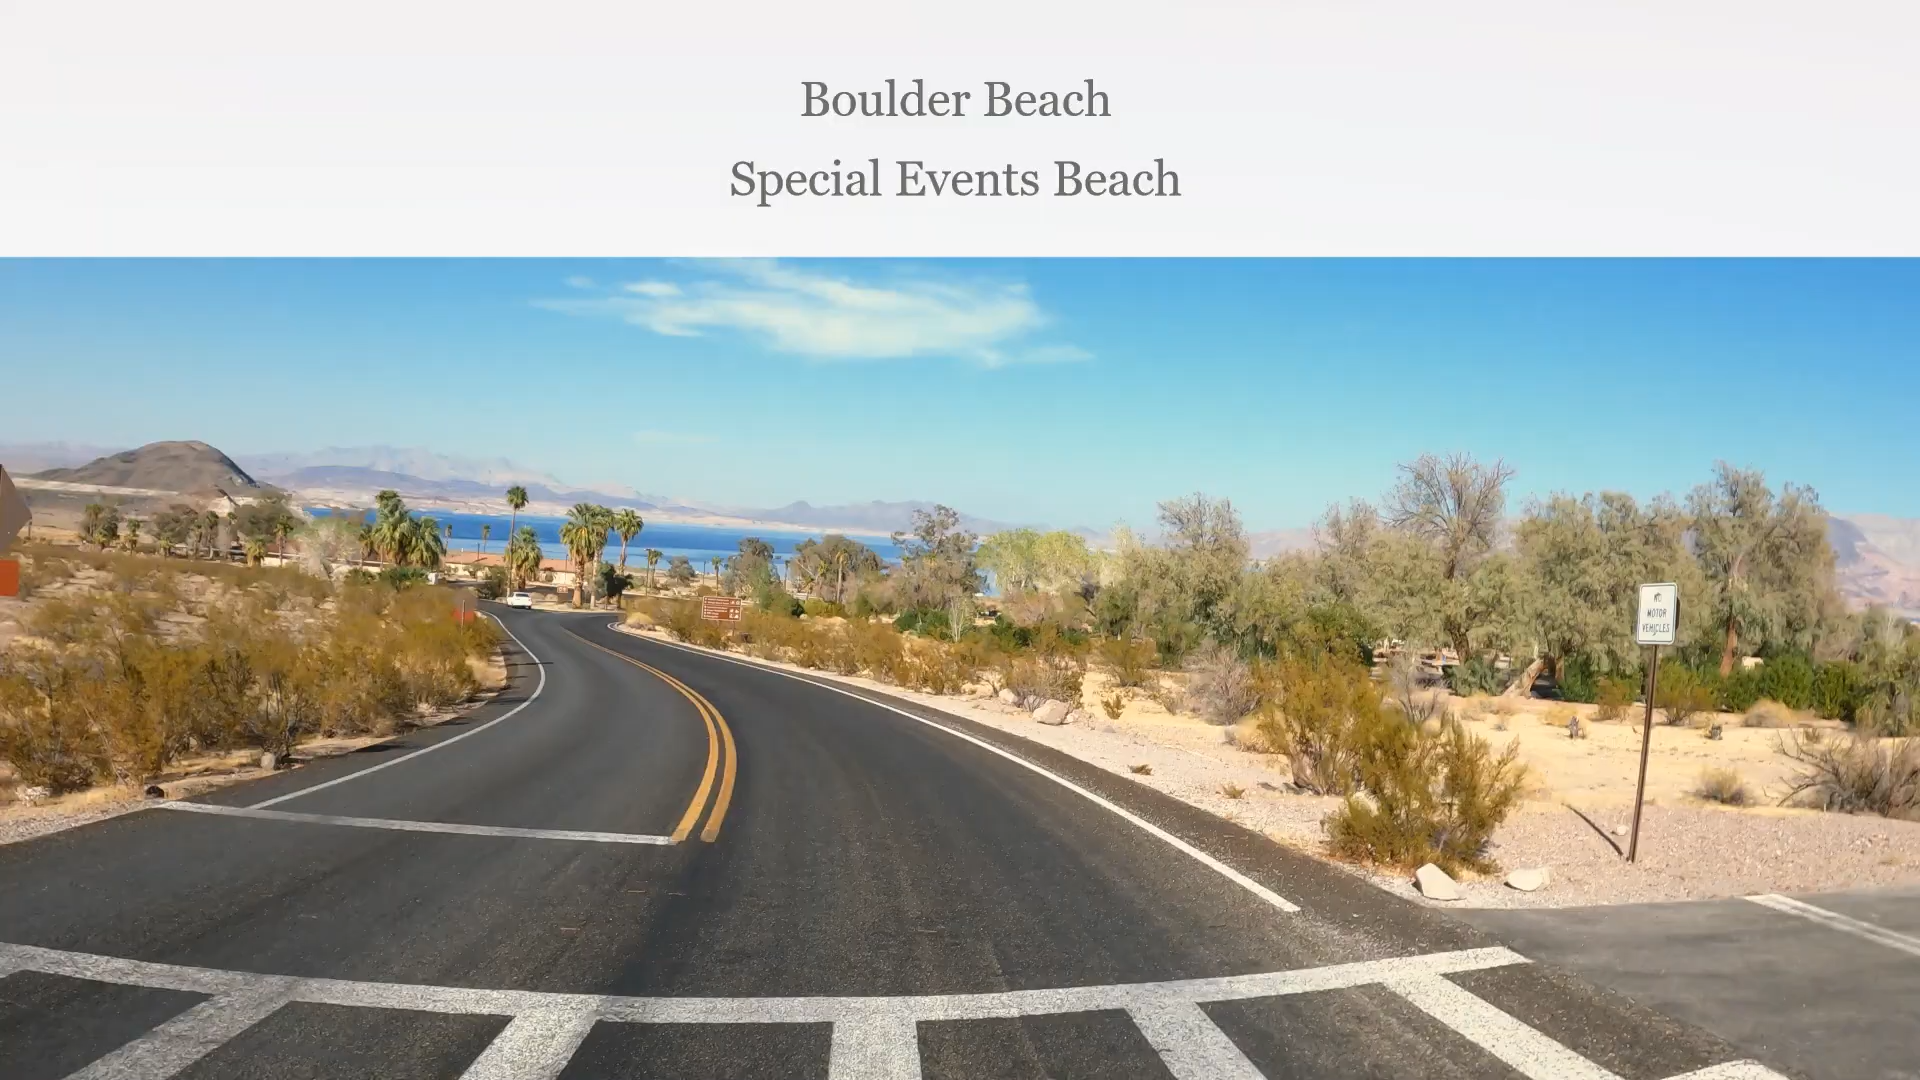 Boulder Beach
Special Events Beach
NO
MOTOR
VEHICLES